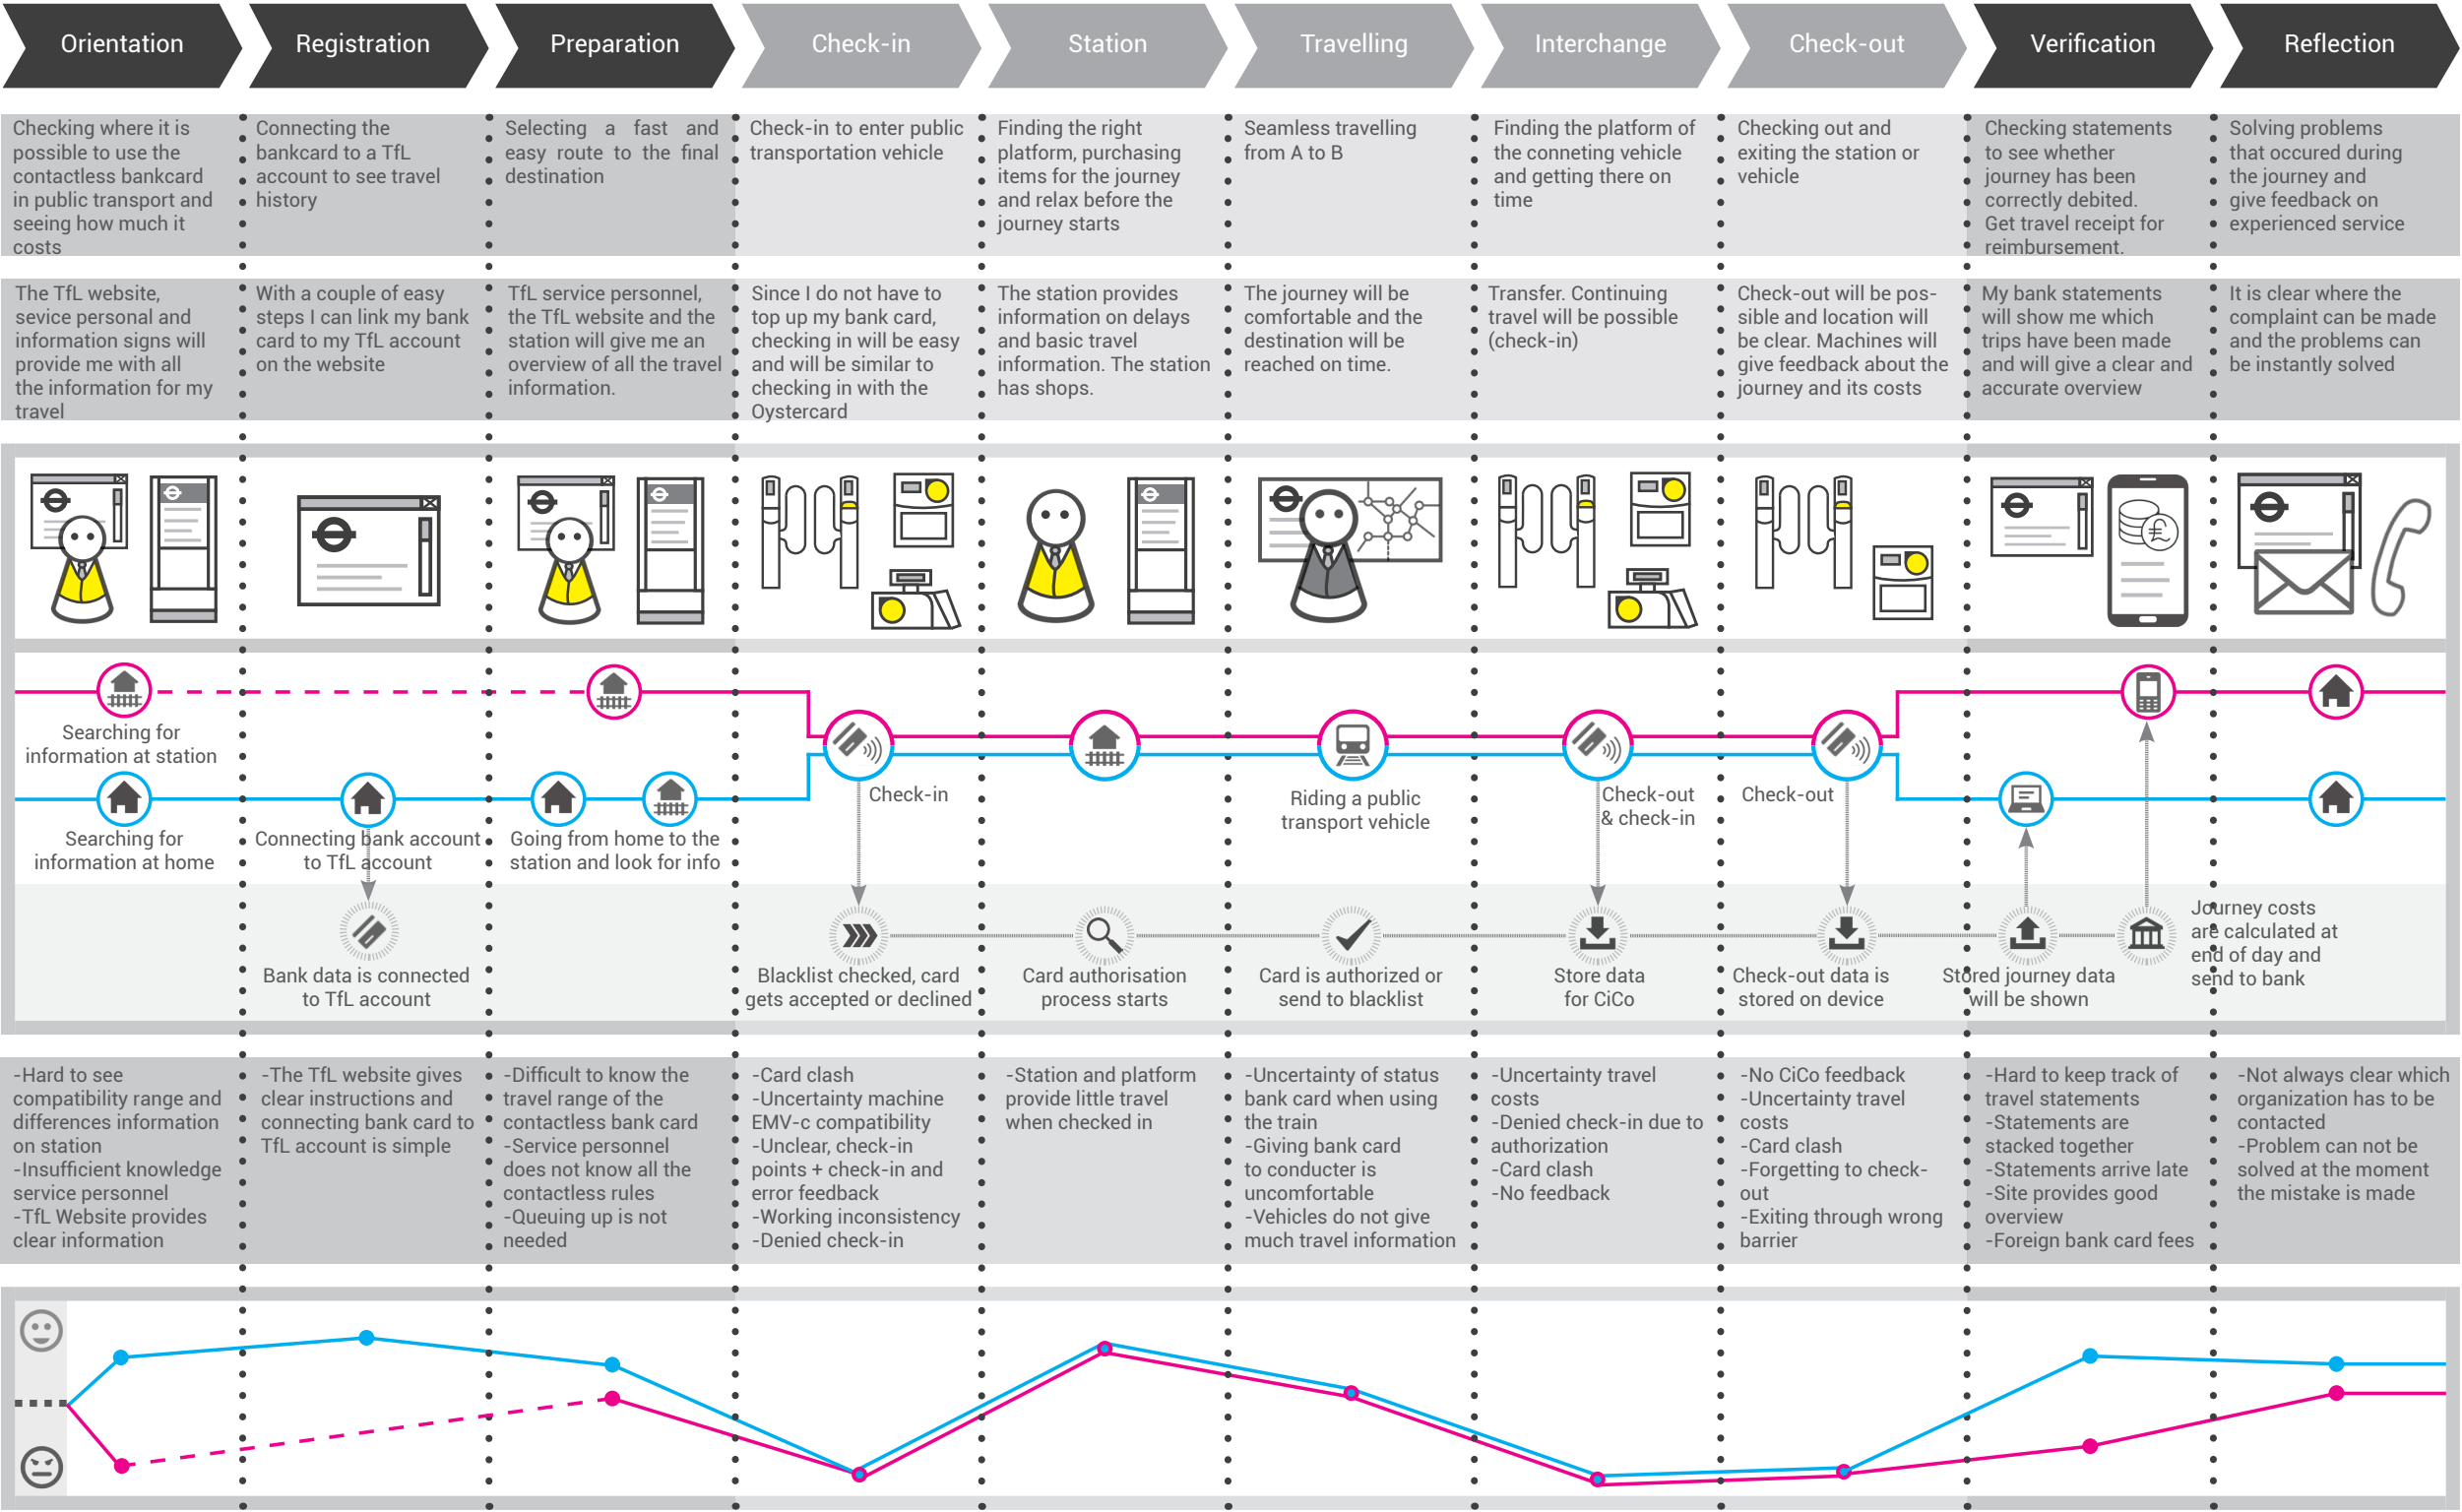 Orientation
Registration
Preparation
Check-in
Station
Travelling
Interchange
Check-out
Verification
Reflection
Checking where it is
possible to use the
contactless bankcard
in public transport and
seeing how much it
costs
Connecting the
bankcard to a TfL
account to see travel
history
Selecting a fast and
easy route to the final
destination
Check-in to enter public
transportation vehicle
Finding the right
platform, purchasing
items for the journey
and relax before the
journey starts
Seamless travelling
from A to B
Finding the platform of
the conneting vehicle
and getting there on
time
Checking out and
exiting the station or
vehicle
Checking statements
to see whether
journey has been
correctly debited.
Get travel receipt for
reimbursement.
Solving problems
that occured during
the journey and
give feedback on
experienced service
The TfL website,
sevice personal and
information signs will
provide me with all
the information for my
travel
With a couple of easy
steps I can link my bank
card to my TfL account
on the website
TfL service personnel,
the TfL website and the
station will give me an
overview of all the travel
information.
Since I do not have to
top up my bank card,
checking in will be easy
and will be similar to
checking in with the
Oystercard
The station provides
information on delays
and basic travel
information. The station
has shops.
The journey will be
comfortable and the
destination will be
reached on time.
Transfer. Continuing
travel will be possible
(check-in)
Check-out will be pos-
sible and location will
be clear. Machines will
give feedback about the
journey and its costs
My bank statements
will show me which
trips have been made
and will give a clear and
accurate overview
It is clear where the
complaint can be made
and the problems can
be instantly solved
Searching for
information at station
Searching for
information at home
Connecting bank account
to TfL account
Going from home to the
station and look for info
Check-in
Riding a public
transport vehicle
Check-out
& check-in
Check-out
Bank data is connected
to TfL account
Blacklist checked, card
gets accepted or declined
Card authorisation
process starts
Card is authorized or
send to blacklist
Store data
for CiCo
Check-out data is
stored on device
Stored journey data
will be shown
Journey costs
are calculated at
end of day and
send to bank
-Hard to see
compatibility range and
differences information
on station
-Insufficient knowledge
service personnel
-TfL Website provides
clear information
-The TfL website gives
clear instructions and
connecting bank card to
TfL account is simple
-Difficult to know the
travel range of the
contactless bank card
-Service personnel
does not know all the
contactless rules
-Queuing up is not
needed
-Card clash
-Uncertainty machine
EMV-c compatibility
-Unclear, check-in
points + check-in and
error feedback
-Working inconsistency
-Denied check-in
-Station and platform
provide little travel
when checked in
-Uncertainty of status
bank card when using
the train
-Giving bank card
to conducter is
uncomfortable
-Vehicles do not give
much travel information
-Uncertainty travel
costs
-Denied check-in due to
authorization
-Card clash
-No feedback
-No CiCo feedback
-Uncertainty travel
costs
-Card clash
-Forgetting to check-
out
-Exiting through wrong
barrier
-Hard to keep track of
travel statements
-Statements are
stacked together
-Statements arrive late
-Site provides good
overview
-Foreign bank card fees
-Not always clear which
organization has to be
contacted
-Problem can not be
solved at the moment
the mistake is made